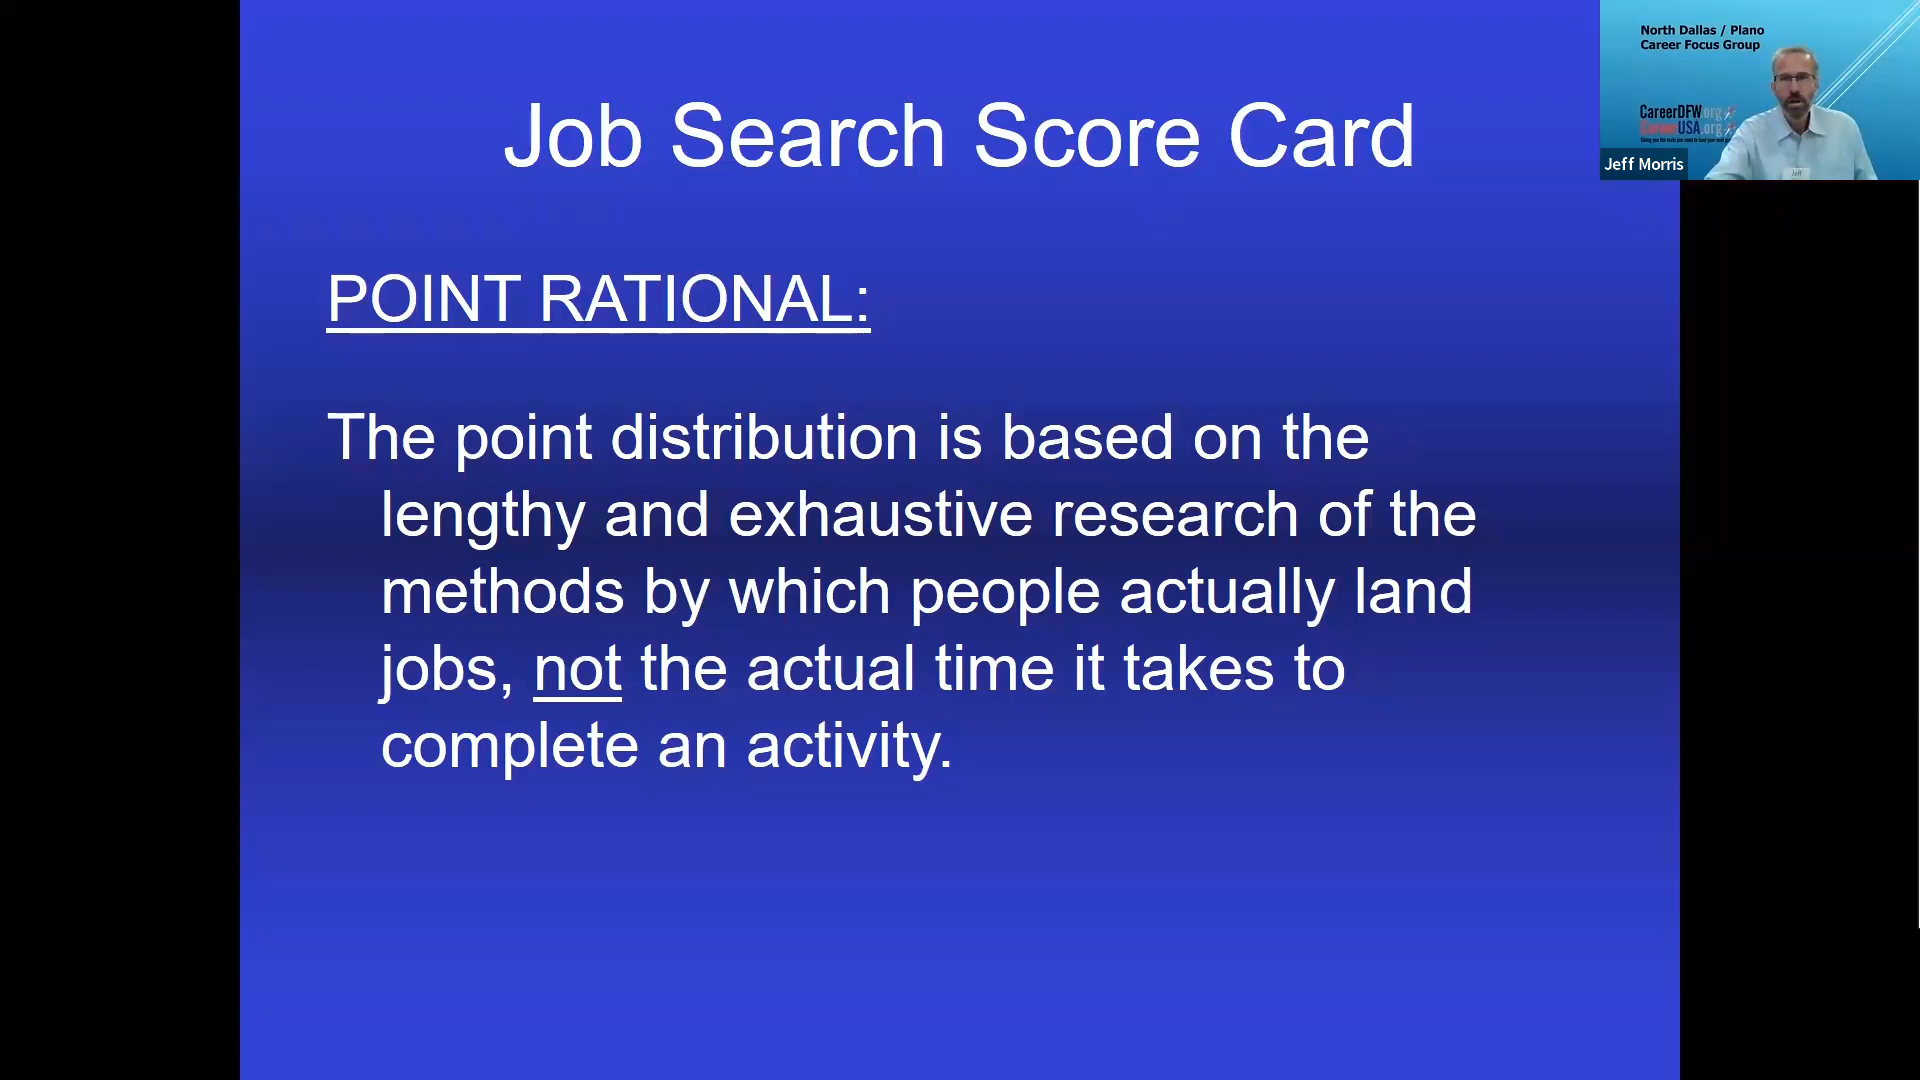 Job Search Score Card
POINT RATIONAL:
The point distribution is based on the
lengthy and exhaustive research of the
methods by which people actually land
jobs, not the actual time it takes to
complete an activity.
North Dallas / Plano
Career Focus Group
CareerDFW.org
CareerUSA.org
Jeff Morris
Jeff